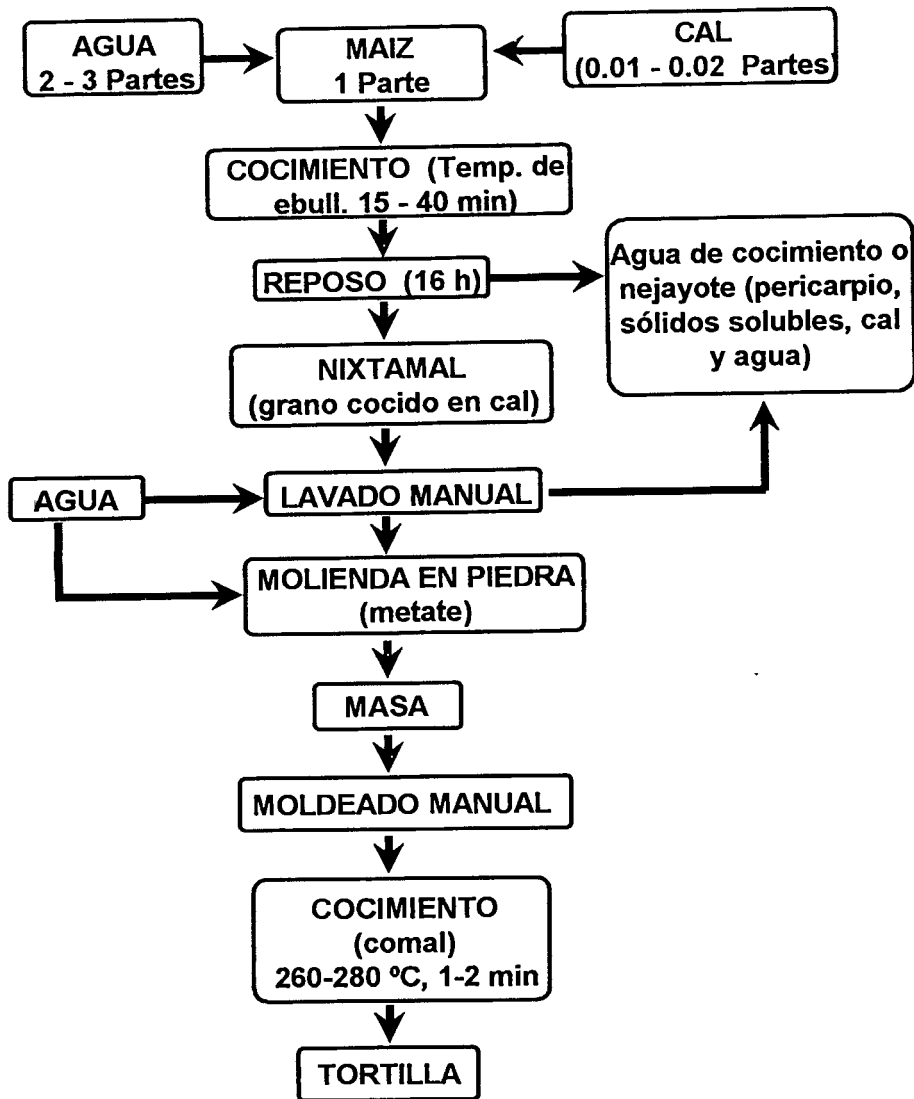 AGUA
2 - 3 Partes
MAIZ
1 Parte
CAL
(0.01 - 0.02 Partes
COCIMIENTO (Temp. de
ebull. 15 - 40 min)
REPOSO (16 h)
Agua de cocimiento o
nejayote (pericarpio,
sólidos solubles, cal
y agua)
NIXTAMAL
(grano cocido en cal)
AGUA
LAVADO MANUAL
MOLIENDA EN PIEDRA
(metate)
MASA
MOLDEADO MANUAL
COCIMIENTO
(comal)
260-280 ºC, 1-2 min
TORTILLA